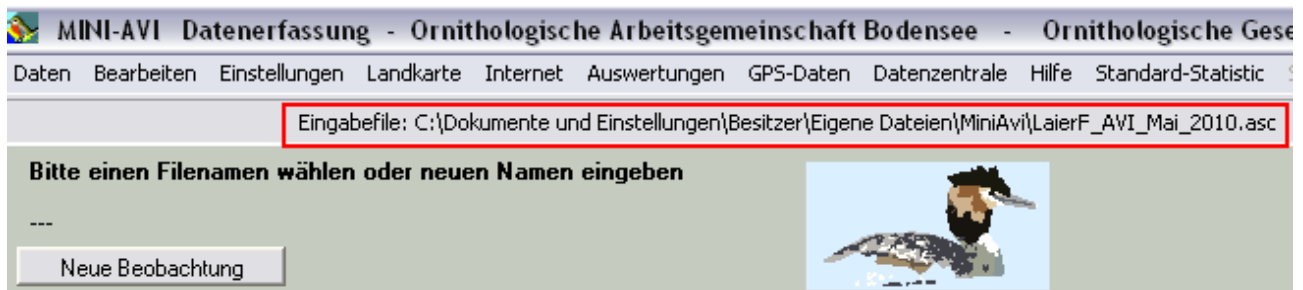 MINI-AVI Datenerfassung - Ornithologische Arbeitsgemeinschaft Bodensee - Ornithologische Gese
Daten Bearbeiten Einstellungen Landkarte Internet Auswertungen GPS-Daten Datenzentrale Hilfe Standard-Statistic
Eingabefile: C:\Dokumente und Einstellungen\Besitzer\Eigene Dateien\MiniAvi\LaierF_AVI_Mai_2010.asc
Bitte einen Filenamen wählen oder neuen Namen eingeben
---
Neue Beobachtung